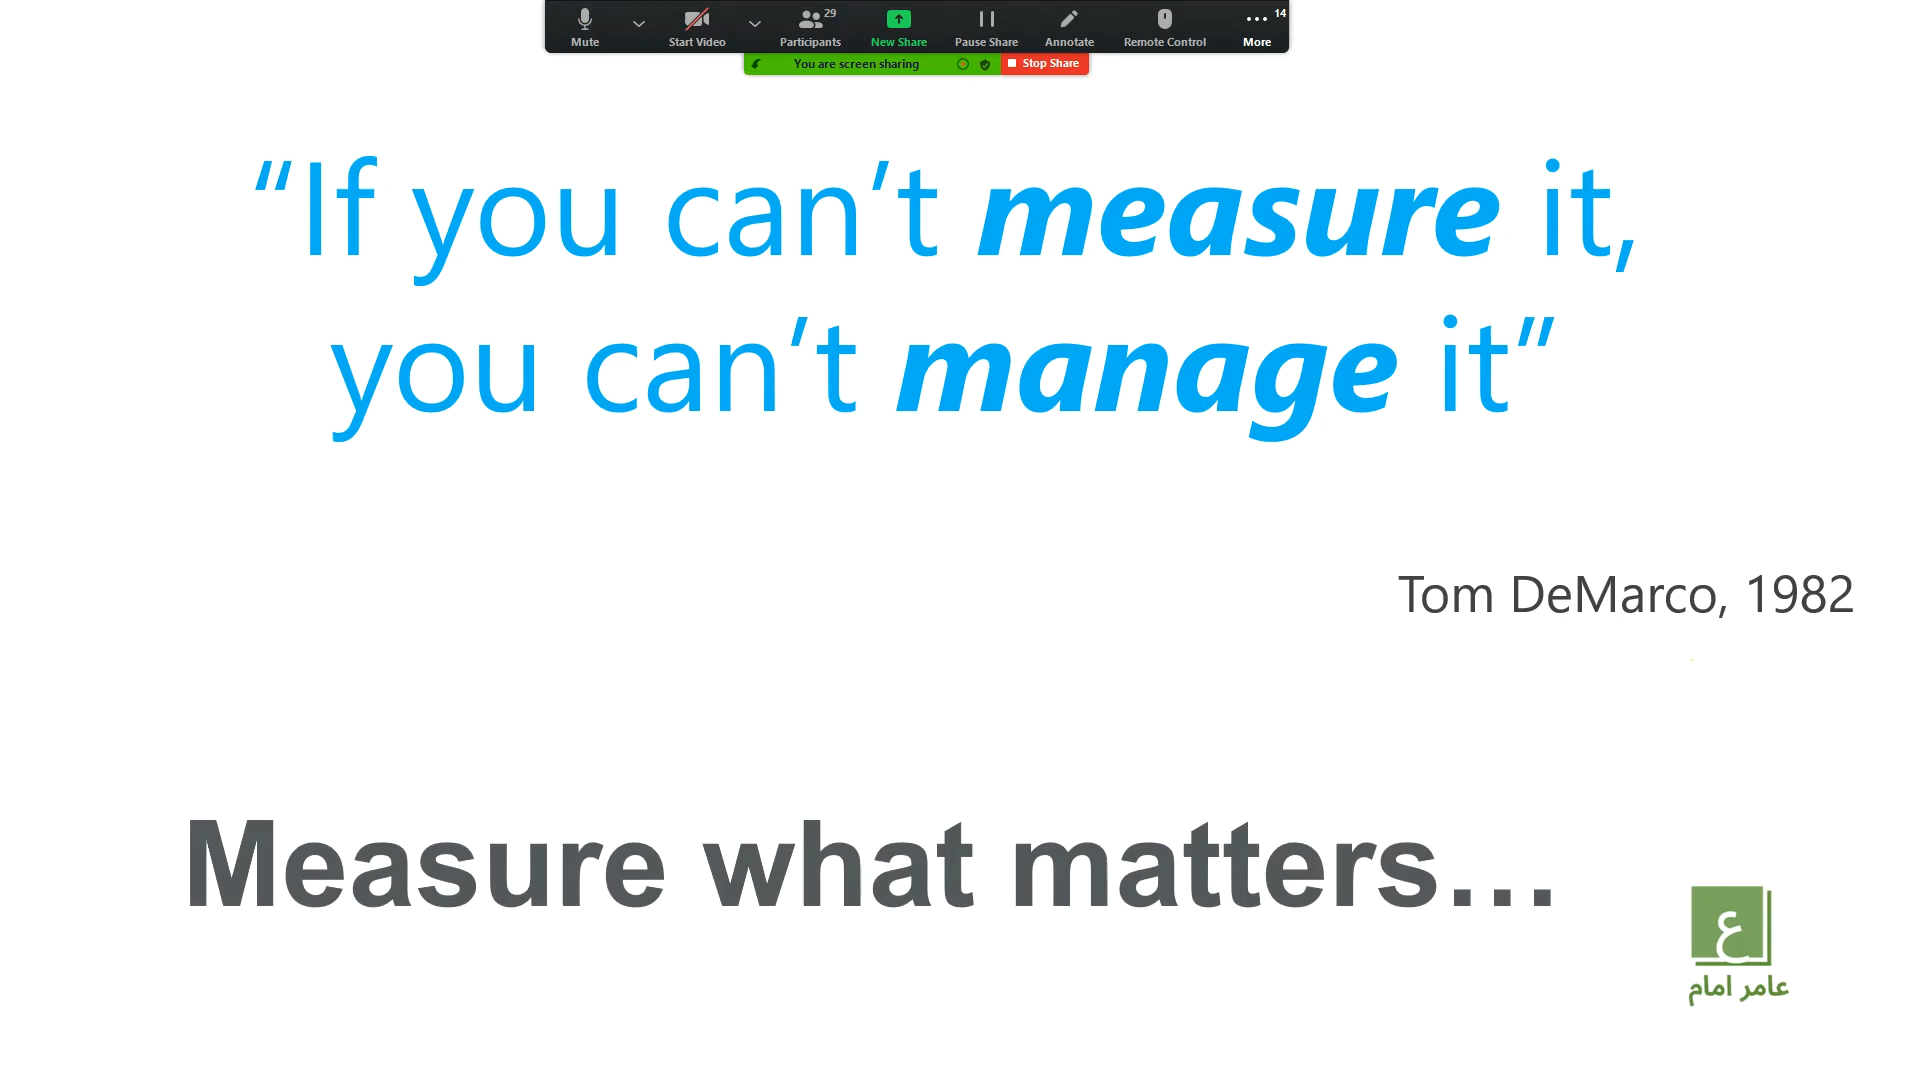 29
14
Mute
Start Video
Participants
New Share
Pause Share
Annotate
Remote Control
More
You are screen sharing
Stop Share
“If you can’t measure it,
you can’t manage it”
Tom DeMarco, 1982
Measure what matters…
ع
عامر امام